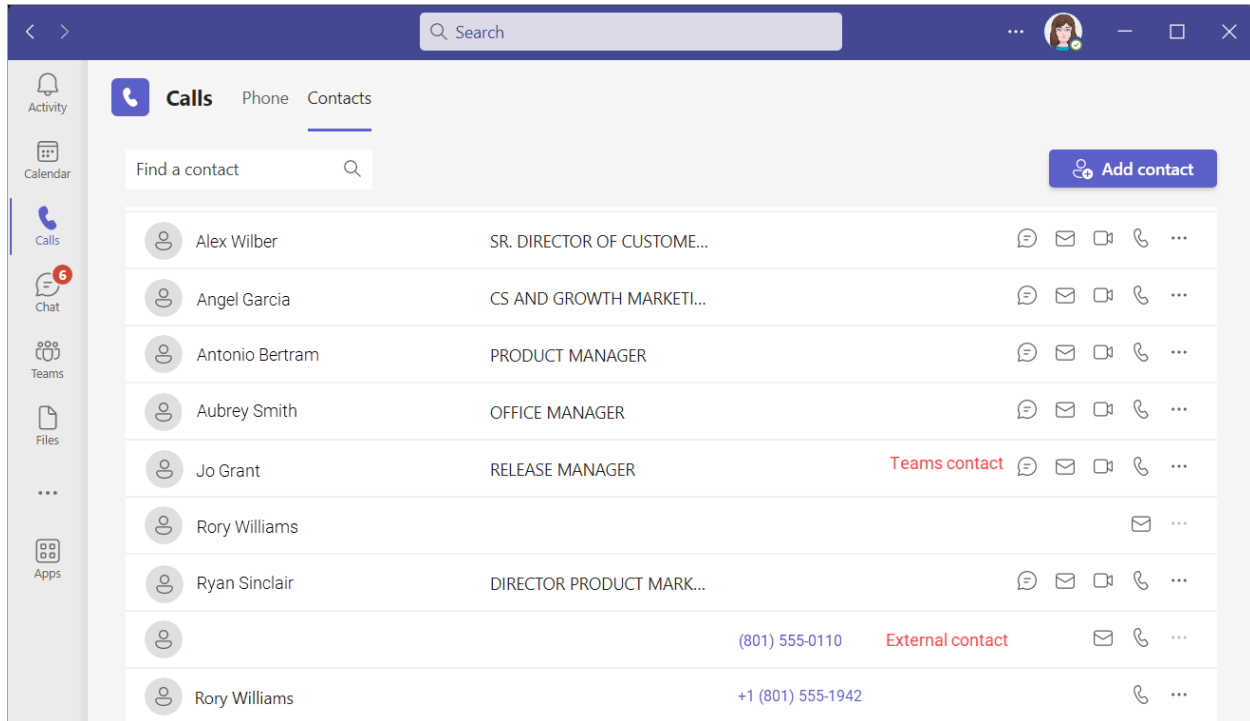 Search
Activity
Calendar
Calls
Chat
6
Teams
Files
Apps
Calls Phone Contacts
Find a contact
Add contact
Alex Wilber SR. DIRECTOR OF CUSTOME...
Angel Garcia CS AND GROWTH MARKETI...
Antonio Bertram PRODUCT MANAGER
Aubrey Smith OFFICE MANAGER
Jo Grant RELEASE MANAGER Teams contact
Rory Williams
Ryan Sinclair DIRECTOR PRODUCT MARK...
(801) 555-0110 External contact
Rory Williams +1 (801) 555-1942